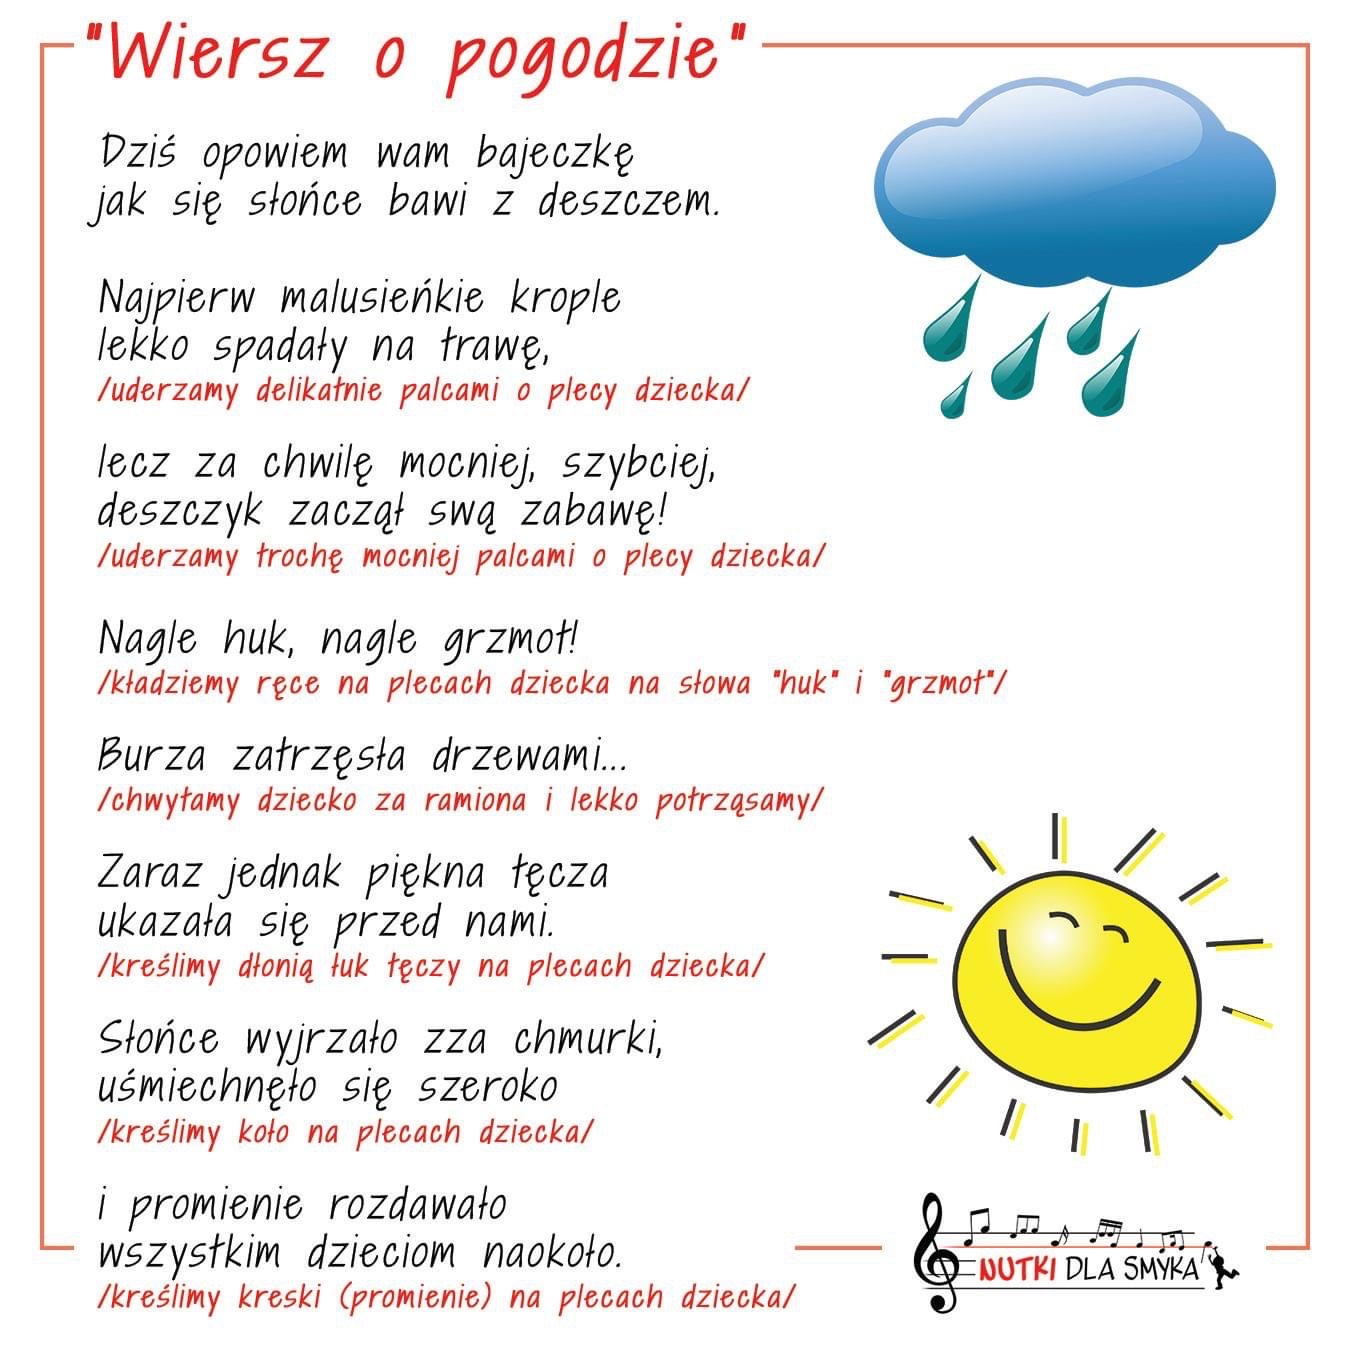 "Wiersz o pogodzie"
Dziś opowiem wam bajeczkę
jak się słońce bawi z deszczem.
Najpierw malusieńkie krople
lekko spadały na trawę,
/uderzamy delikatnie palcami o plecy dziecka/
lecz za chwilę mocniej, szybciej,
deszczyk zaczął swą zabawę!
/uderzamy trochę mocniej palcami o plecy dziecka/
Nagle huk, nagle grzmot!
/kładziemy ręce na plecach dziecka na słowa "huk" i "grzmot"/
Burza zatrzęsła drzewami...
/chwytamy dziecko za ramiona i lekko potrząsamy/
Zaraz jednak piękna tęcza
ukazała się przed nami.
/kreślimy dłonią łuk tęczy na plecach dziecka/
Słońce wyjrzało zza chmurki,
uśmiechnęło się szeroko
/kreślimy koło na plecach dziecka/
i promienie rozdawało
wszystkim dzieciom naokoło.
/kreślimy kreski (promienie) na plecach dziecka/
NUTKI DLA SMYKA